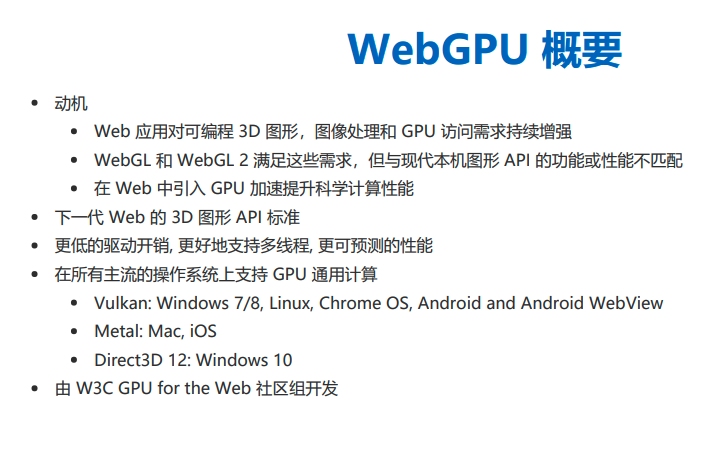 WebGPU 概要
• 动机
• Web 应用对可编程 3D 图形，图像处理和 GPU 访问需求持续增强
• WebGL 和 WebGL 2 满足这些需求，但与现代本机图形 API 的功能或性能不匹配
• 在 Web 中引入 GPU 加速提升科学计算性能
• 下一代 Web 的 3D 图形 API 标准
• 更低的驱动开销, 更好地支持多线程, 更可预测的性能
• 在所有主流的操作系统上支持 GPU 通用计算
• Vulkan: Windows 7/8, Linux, Chrome OS, Android and Android WebView
• Metal: Mac, iOS
• Direct3D 12: Windows 10
• 由 W3C GPU for the Web 社区组开发